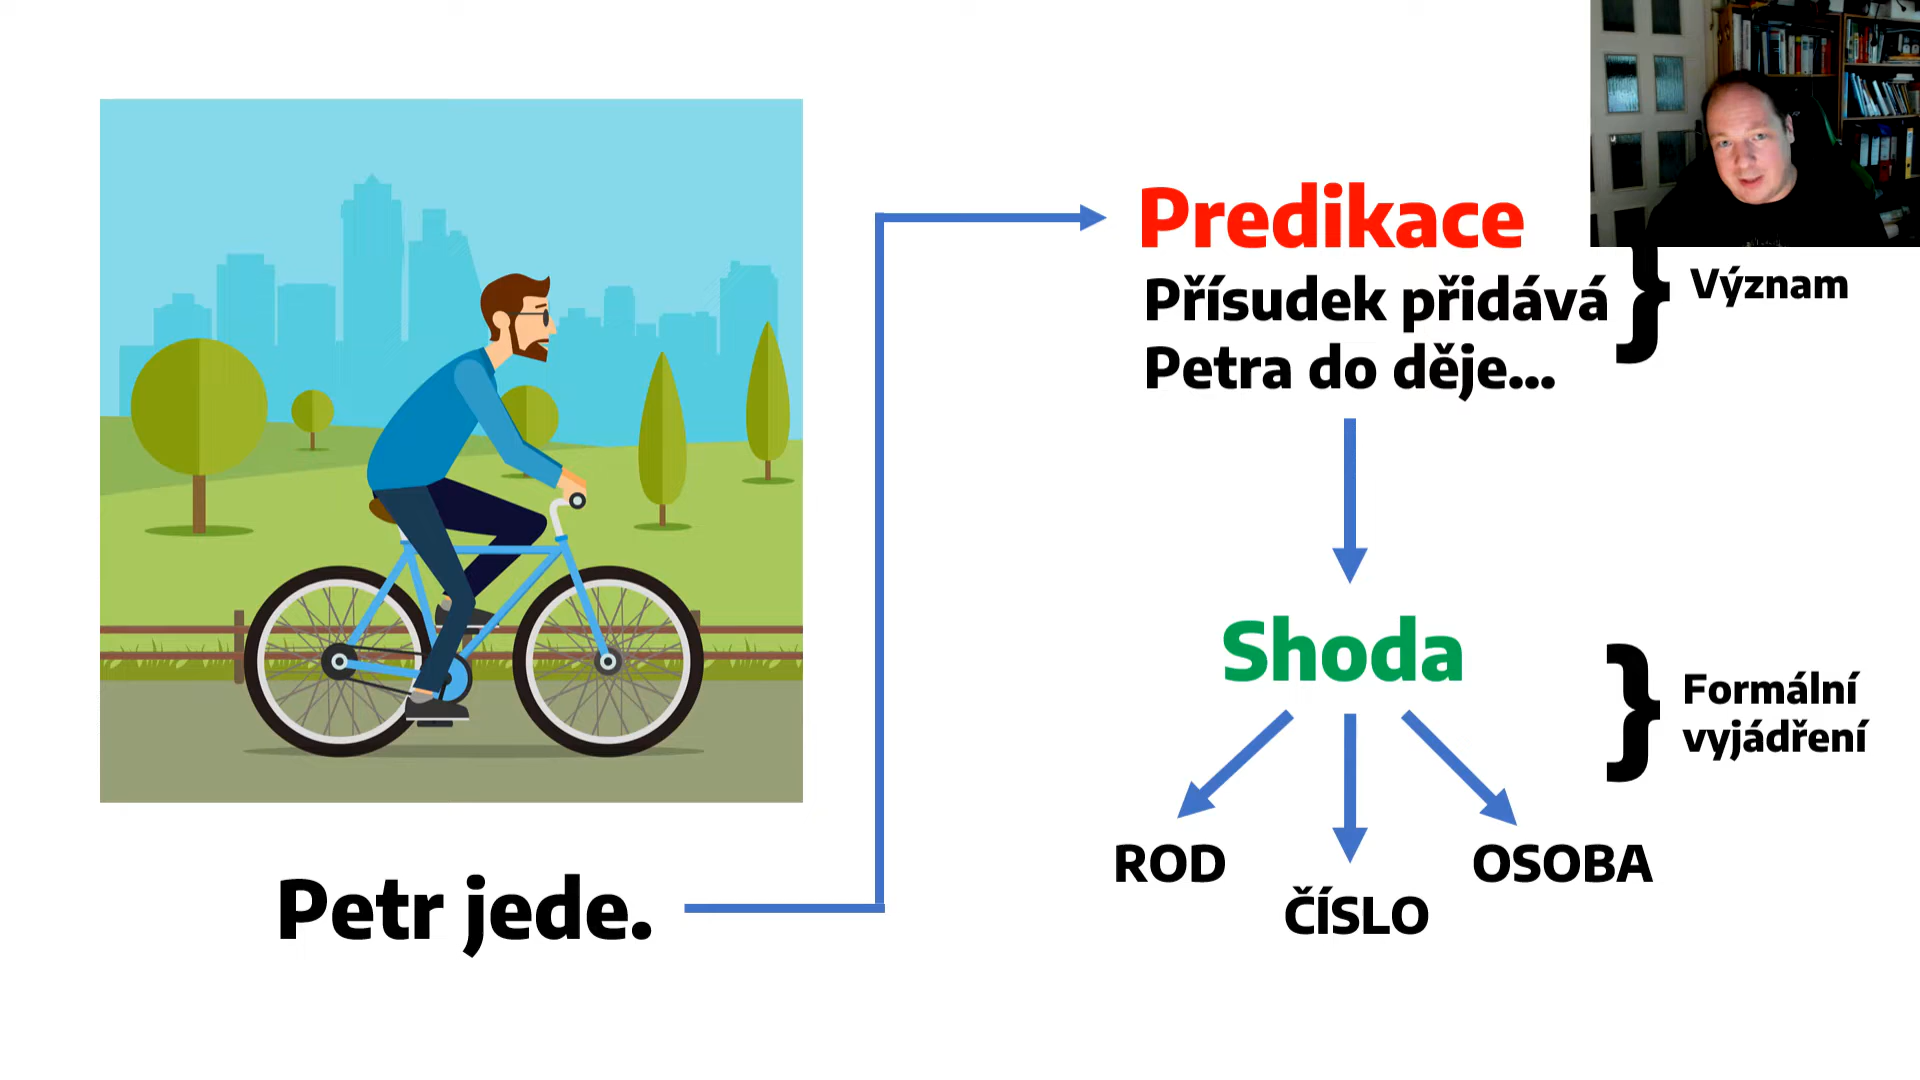 Petr jede.
Predikace
Přísudek přidává
Petra do děje...
Význam
Shoda
Formální
vyjádření
ROD
ČÍSLO
OSOBA